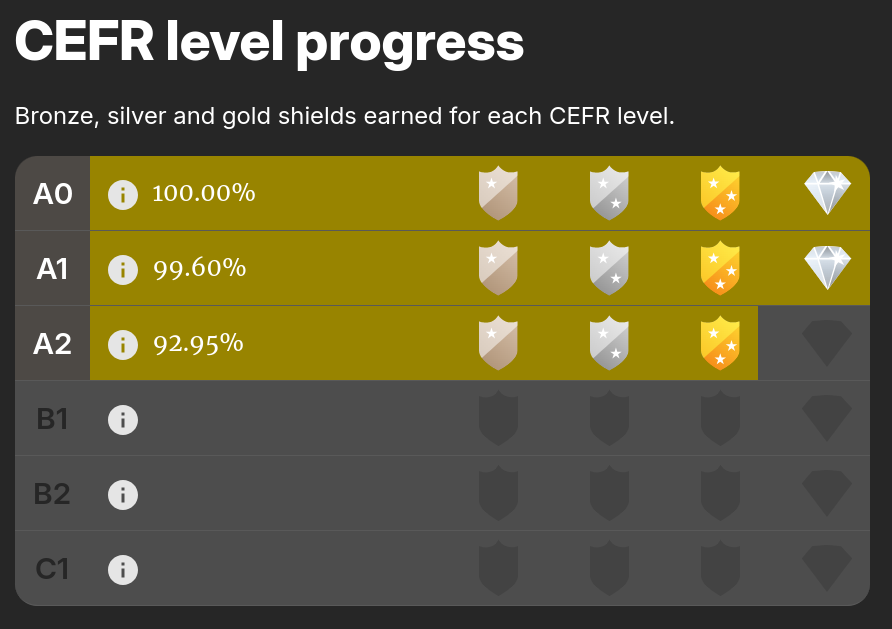 CEFR level progress
Bronze, silver and gold shields earned for each CEFR level.
A0 100.00%
A1 99.60%
A2 92.95%
B1
B2
C1